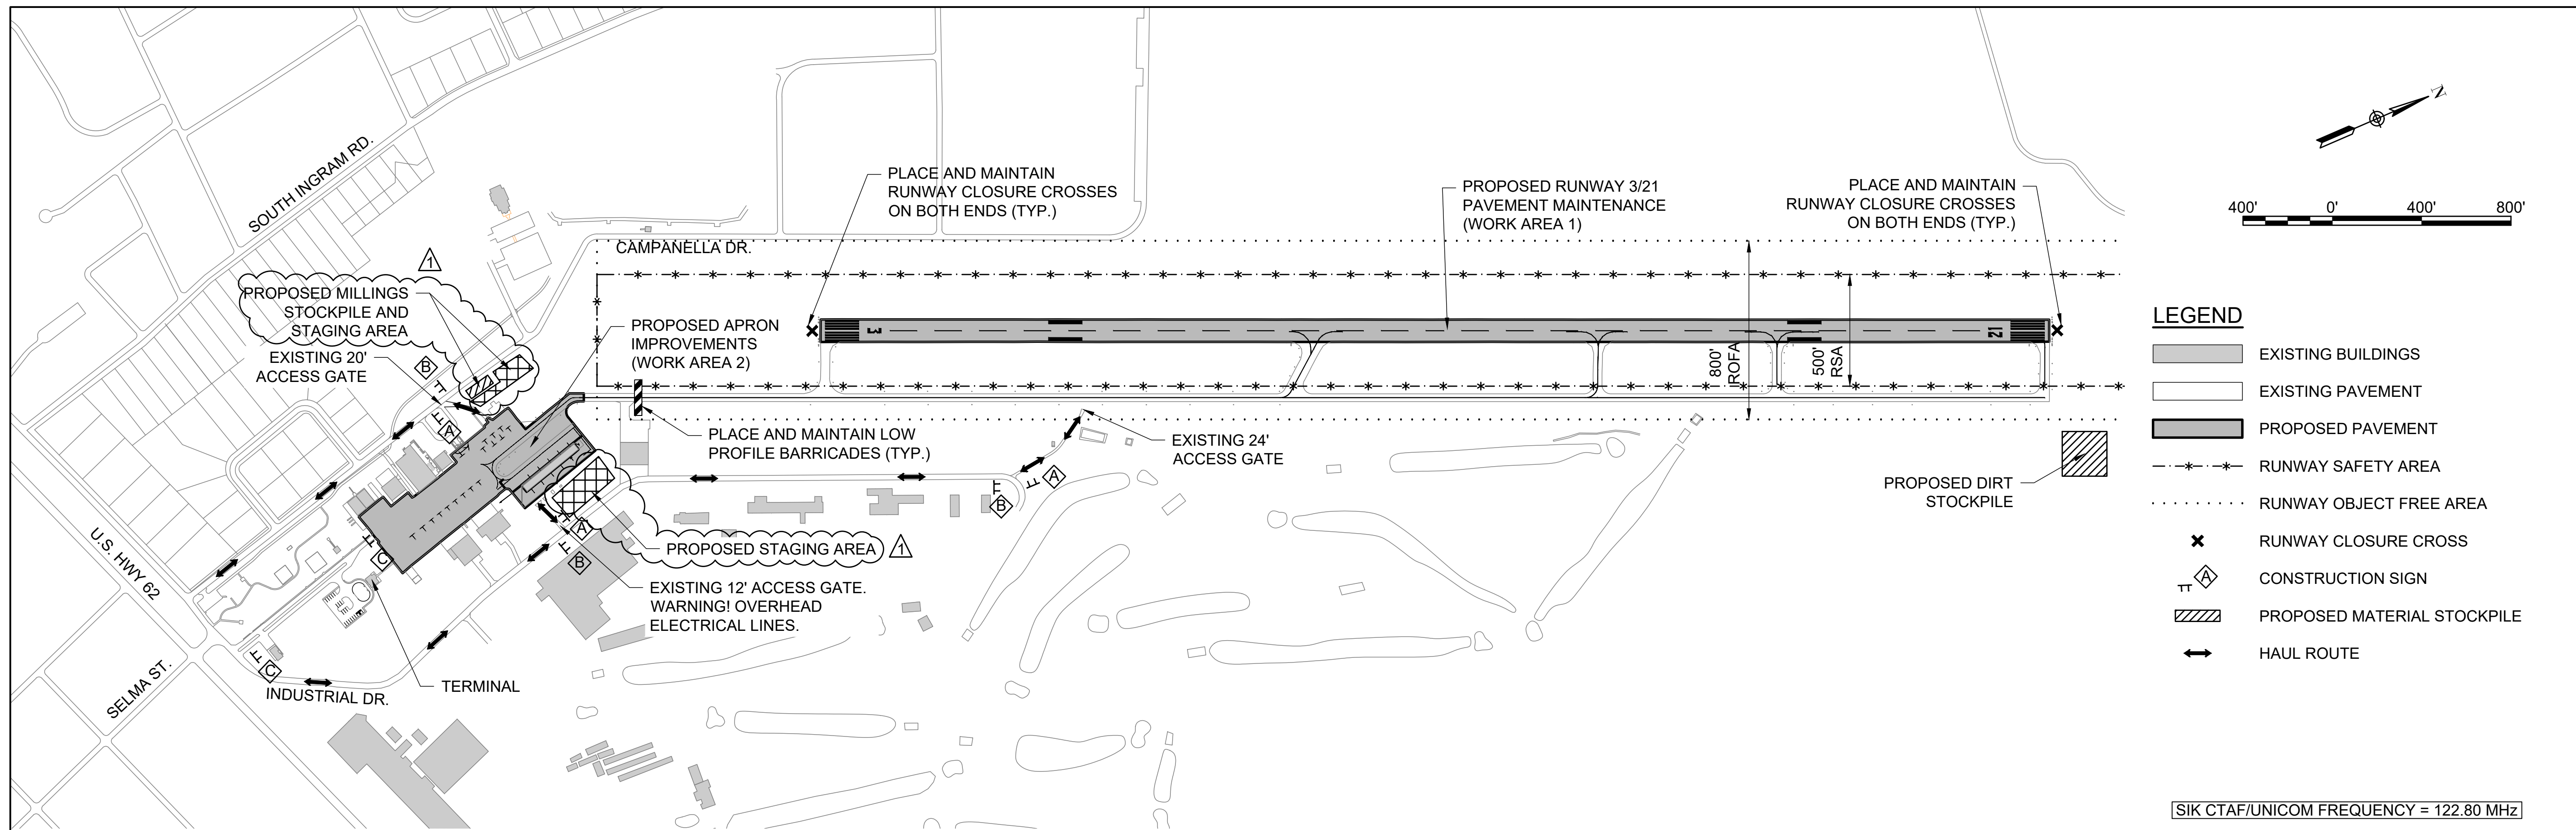 SOUTH INGRAM RD.
1
PROPOSED MILLINGS
STOCKPILE AND
STAGING AREA
EXISTING 20'
ACCESS GATE
B
A
CAMPANELLA DR.
PROPOSED APRON
IMPROVEMENTS
(WORK AREA 2)
PLACE AND MAINTAIN
RUNWAY CLOSURE CROSSES
ON BOTH ENDS (TYP.)
PROPOSED RUNWAY 3/21
PAVEMENT MAINTENANCE
(WORK AREA 1)
PLACE AND MAINTAIN
RUNWAY CLOSURE CROSSES
ON BOTH ENDS (TYP.)
3
21
800'
ROFA
500'
RSA
PLACE AND MAINTAIN LOW
PROFILE BARRICADES (TYP.)
EXISTING 24'
ACCESS GATE
A
B
PROPOSED DIRT
STOCKPILE
A
B
C
PROPOSED STAGING AREA
1
EXISTING 12' ACCESS GATE.
WARNING! OVERHEAD
ELECTRICAL LINES.
U.S. HWY 62
SELMA ST.
C
INDUSTRIAL DR.
TERMINAL
N
400'
0'
400'
800'
LEGEND
EXISTING BUILDINGS
EXISTING PAVEMENT
PROPOSED PAVEMENT
RUNWAY SAFETY AREA
RUNWAY OBJECT FREE AREA
RUNWAY CLOSURE CROSS
A
CONSTRUCTION SIGN
PROPOSED MATERIAL STOCKPILE
HAUL ROUTE
SIK CTAF/UNICOM FREQUENCY = 122.80 MHz